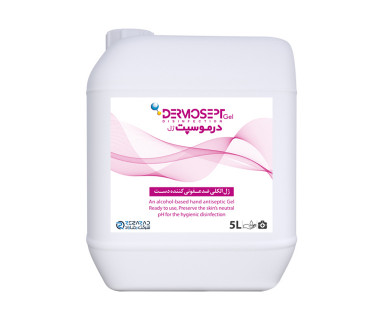 DERMOSEPT Gel
DISINFECTION
درموسپت ژل
ژل الکلی ضدعفونی کننده دست
An alcohol-based hand antiseptic Gel
Ready to use. Preserve the skin's neutral
pH for the hygienic disinfection
5L